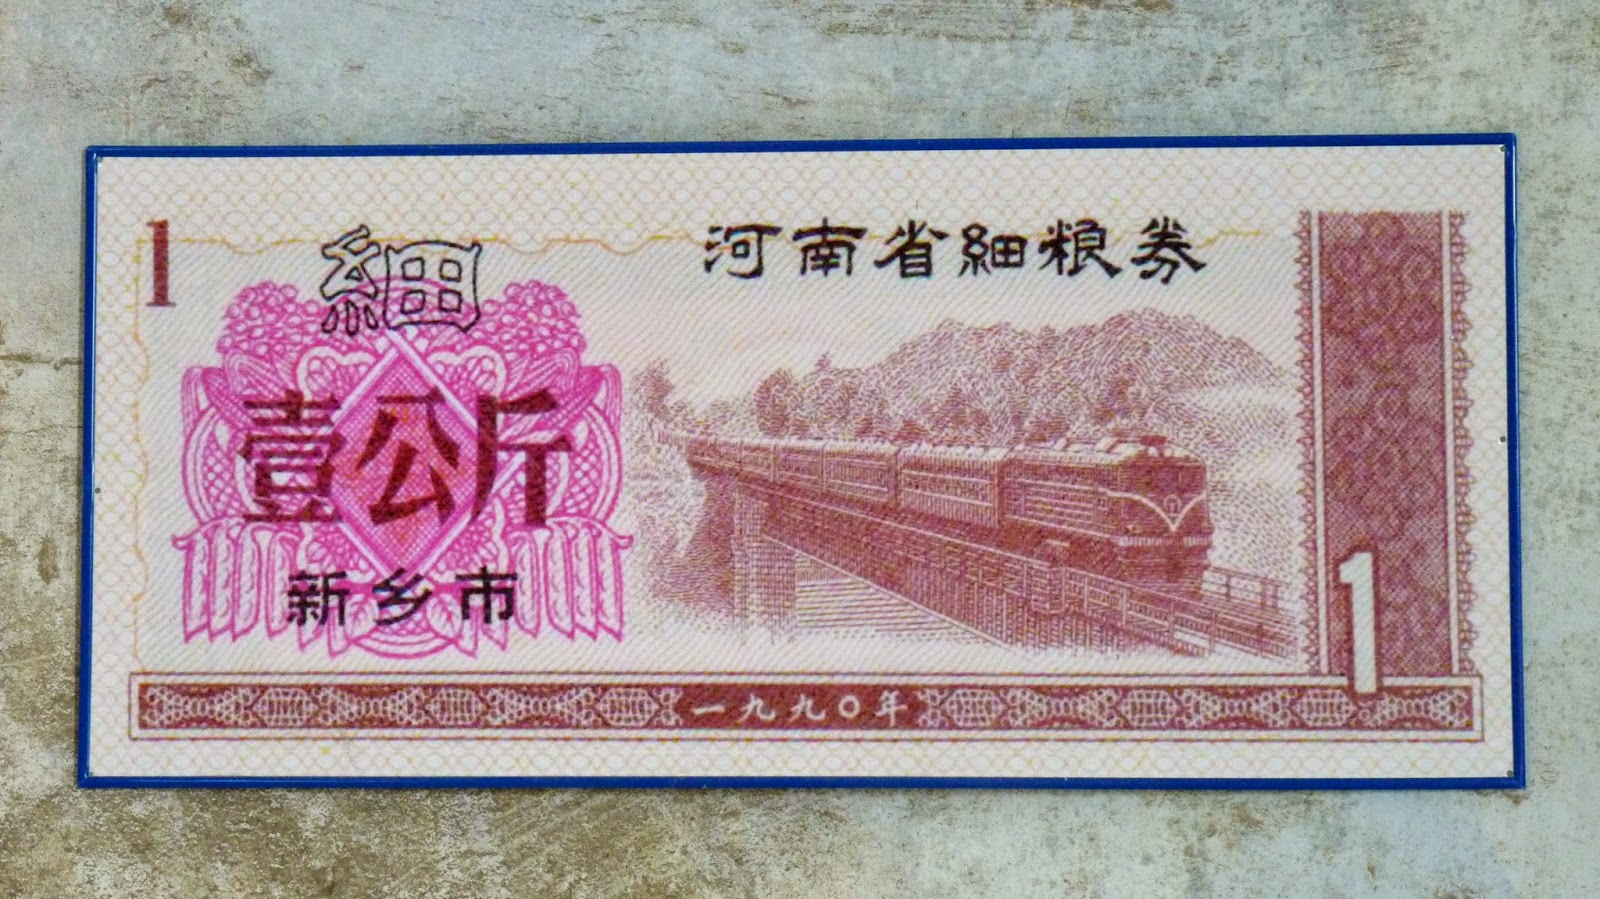 1
細
河南省細粮券
壹公斤
新乡市
1
一九九〇年